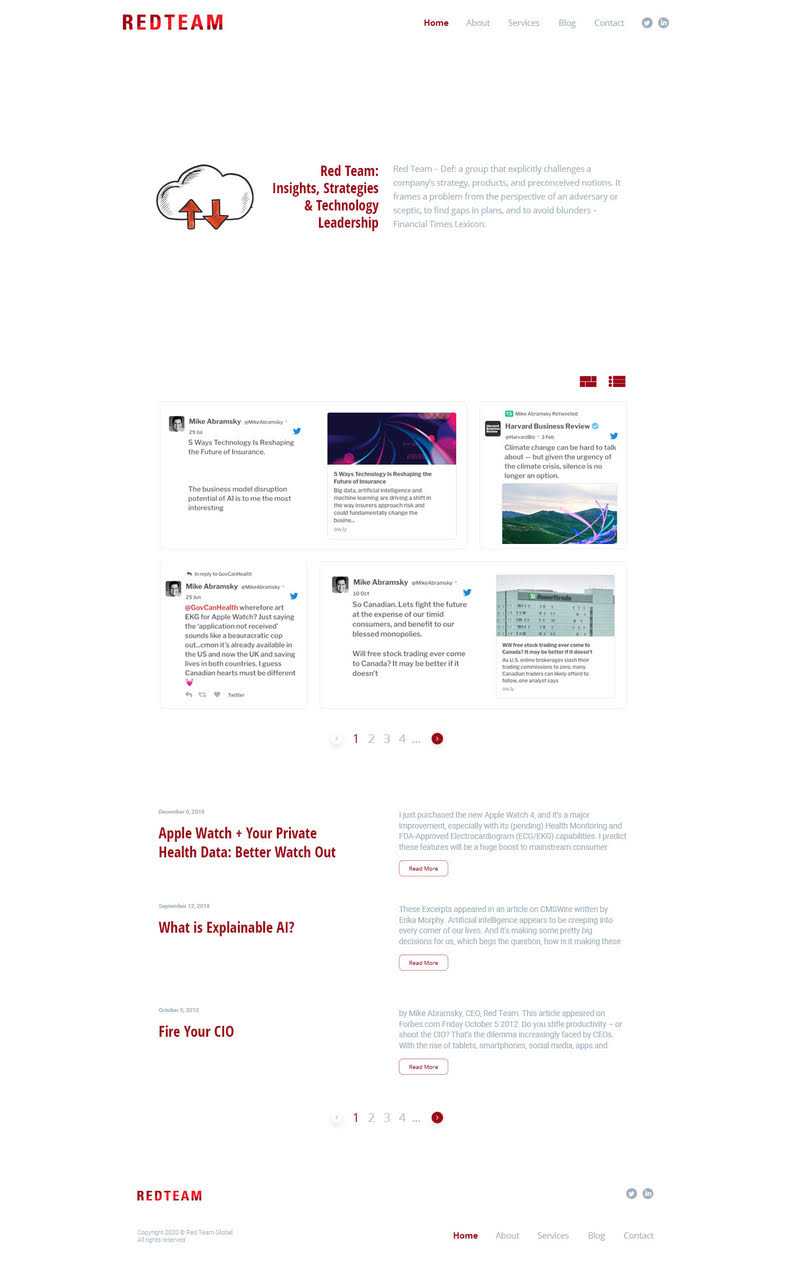 REDTEAM
Home About Services Blog Contact
Red Team:
Insights, Strategies
& Technology
Leadership
Red Team – Def: a group that explicitly challenges a
company's strategy, products, and preconceived notions. It
frames a problem from the perspective of an adversary or
sceptic, to find gaps in plans, and to avoid blunders –
Financial Times Lexicon.
Mike Abramsky @MikeAbramsky ·
29 Jul
5 Ways Technology Is Reshaping
the Future of Insurance.
The business model disruption
potential of AI is to me the most
interesting
5 Ways Technology Is Reshaping the
Future of Insurance
Big data, artificial intelligence and
machine learning are driving a shift in
the way insurers approach risk and
could fundamentally change the
busine...
ow.ly
Mike Abramsky Retweeted
Harvard Business Review
@HarvardBiz · 3 Feb
Climate change can be hard to talk
about — but given the urgency of
the climate crisis, silence is no
longer an option.
In reply to GovCanHealth
Mike Abramsky @MikeAbramsky ·
25 Jun
@GovCanHealth wherefore art
EKG for Apple Watch? Just saying
the 'application not received'
sounds like a beauracratic cop
out...cmon it's already available in
the US and now the UK and saving
lives in both countries. I guess
Canadian hearts must be different
Twitter
Mike Abramsky @MikeAbramsky ·
10 Oct
So Canadian. Lets fight the future
at the expense of our timid
consumers, and benefit to our
blessed monopolies.
Will free stock trading ever come
to Canada? It may be better if it
doesn't
Ameritrade
Will free stock trading ever come to
Canada? It may be better if it doesn't
As U.S. online brokerages slash their
trading commissions to zero, many
Canadian traders can likely afford to
follow, one analyst says
ow.ly
1 2 3 4 ...
December 5, 2018
Apple Watch + Your Private
Health Data: Better Watch Out
I just purchased the new Apple Watch 4, and it's a major
improvement, especially with its (pending) Health Monitoring and
FDA-Approved Electrocardiogram (ECG/EKG) capabilities. I predict
these features will be a huge boost to mainstream consumer
Read More
September 12, 2018
What is Explainable AI?
These Excerpts appeared in an article on CMSWire written by
Erika Morphy. Artificial intelligence appears to be creeping into
every corner of our lives. And it's making some pretty big
decisions for us, which begs the question, how is it making these
Read More
October 5, 2012
Fire Your CIO
by Mike Abramsky, CEO, Red Team. This article appeared on
Forbes.com Friday October 5 2012. Do you stifle productivity – or
shoot the CIO? That's the dilemma increasingly faced by CEOs.
With the rise of tablets, smartphones, social media, apps and
Read More
1 2 3 4 ...
REDTEAM
Copyright 2020 © Red Team Global
All rights reserved
Home About Services Blog Contact